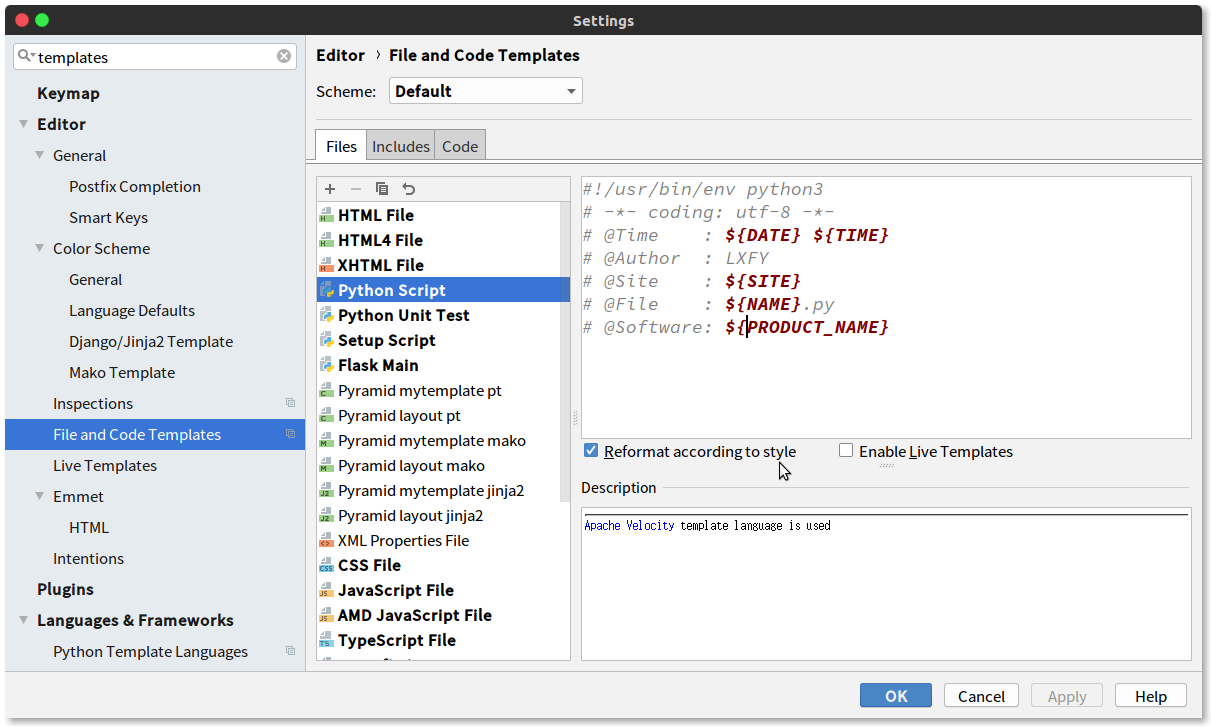 Settings
templates
Keymap
Editor
General
Postfix Completion
Smart Keys
Color Scheme
General
Language Defaults
Django/Jinja2 Template
Mako Template
Inspections
File and Code Templates
Live Templates
Emmet
HTML
Intentions
Plugins
Languages & Frameworks
Python Template Languages
Editor › File and Code Templates
Scheme: Default
Files Includes Code
HTML File
HTML4 File
XHTML File
Python Script
Python Unit Test
Setup Script
Flask Main
Pyramid mytemplate pt
Pyramid layout pt
Pyramid mytemplate mako
Pyramid layout mako
Pyramid mytemplate jinja2
Pyramid layout jinja2
XML Properties File
CSS File
JavaScript File
AMD JavaScript File
TypeScript File
#!/usr/bin/env python3
# -*- coding: utf-8 -*-
# @Time    : ${DATE} ${TIME}
# @Author  : LXFY
# @Site    : ${SITE}
# @File    : ${NAME}.py
# @Software: ${PRODUCT_NAME}
Reformat according to style Enable Live Templates
Description
Apache Velocity template language is used
OK Cancel Apply Help